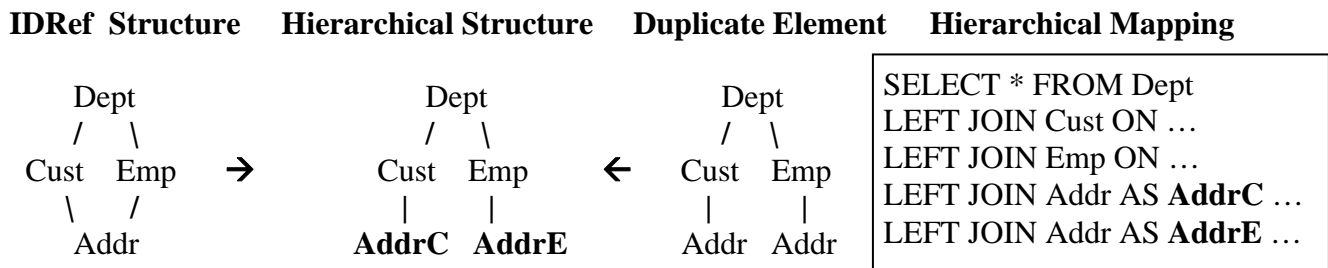 IDRef Structure Hierarchical Structure Duplicate Element Hierarchical Mapping
Dept
/ \
Cust Emp
\ /
Addr
→
Dept
/ \
Cust Emp
| |
AddrC AddrE
←
Dept
/ \
Cust Emp
| |
Addr Addr
SELECT * FROM Dept
LEFT JOIN Cust ON …
LEFT JOIN Emp ON …
LEFT JOIN Addr AS AddrC …
LEFT JOIN Addr AS AddrE …